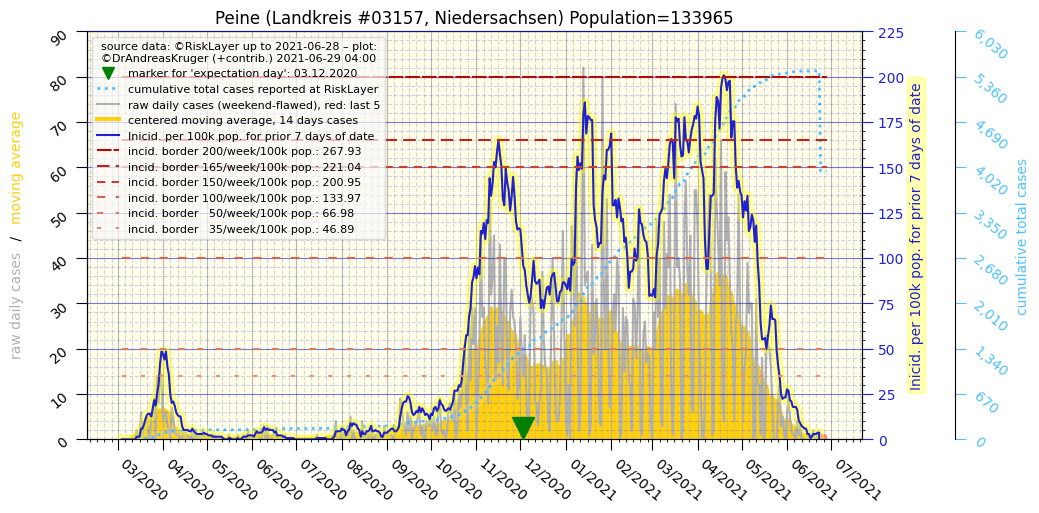 Peine (Landkreis #03157, Niedersachsen) Population=133965
source data: ©RiskLayer up to 2021-06-28 – plot:
©DrAndreasKruger (+contrib.) 2021-06-29 04:00
marker for 'expectation day': 03.12.2020
cumulative total cases reported at RiskLayer
raw daily cases (weekend-flawed), red: last 5
centered moving average, 14 days cases
Inicid. per 100k pop. for prior 7 days of date
incid. border 200/week/100k pop.: 267.93
incid. border 165/week/100k pop.: 221.04
incid. border 150/week/100k pop.: 200.95
incid. border 100/week/100k pop.: 133.97
incid. border   50/week/100k pop.: 66.98
incid. border   35/week/100k pop.: 46.89
raw daily cases / moving average
90
80
70
60
50
40
30
20
10
0
03/2020
04/2020
05/2020
06/2020
07/2020
08/2020
09/2020
10/2020
11/2020
12/2020
01/2021
02/2021
03/2021
04/2021
05/2021
06/2021
07/2021
225
200
175
150
125
100
75
50
25
0
Inicid. per 100k pop. for prior 7 days of date
6,030
5,360
4,690
4,020
3,350
2,680
2,010
1,340
670
0
cumulative total cases